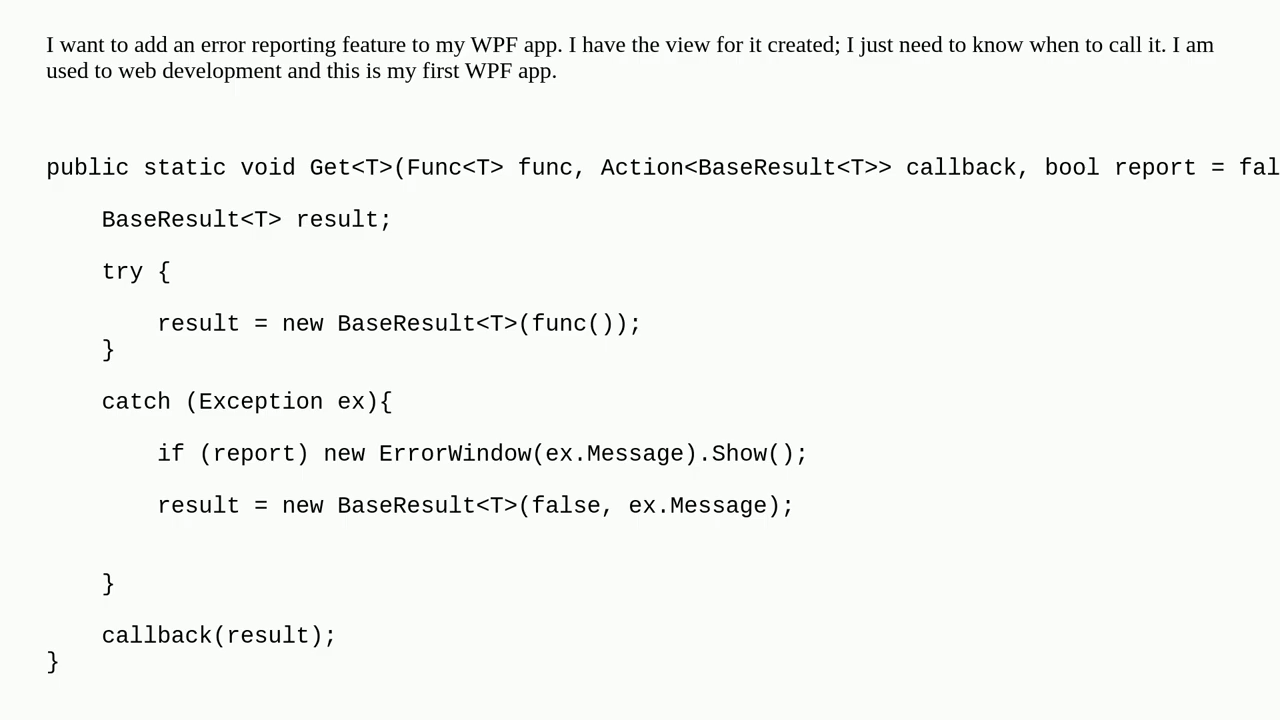 I want to add an error reporting feature to my WPF app. I have the view for it created; I just need to know when to call it. I am
used to web development and this is my first WPF app.
public static void Get<T>(Func<T> func, Action<BaseResult<T>> callback, bool report = fal
    BaseResult<T> result;
    try {
        result = new BaseResult<T>(func());
    }
    catch (Exception ex){
        if (report) new ErrorWindow(ex.Message).Show();
        result = new BaseResult<T>(false, ex.Message);
    }
    callback(result);
}